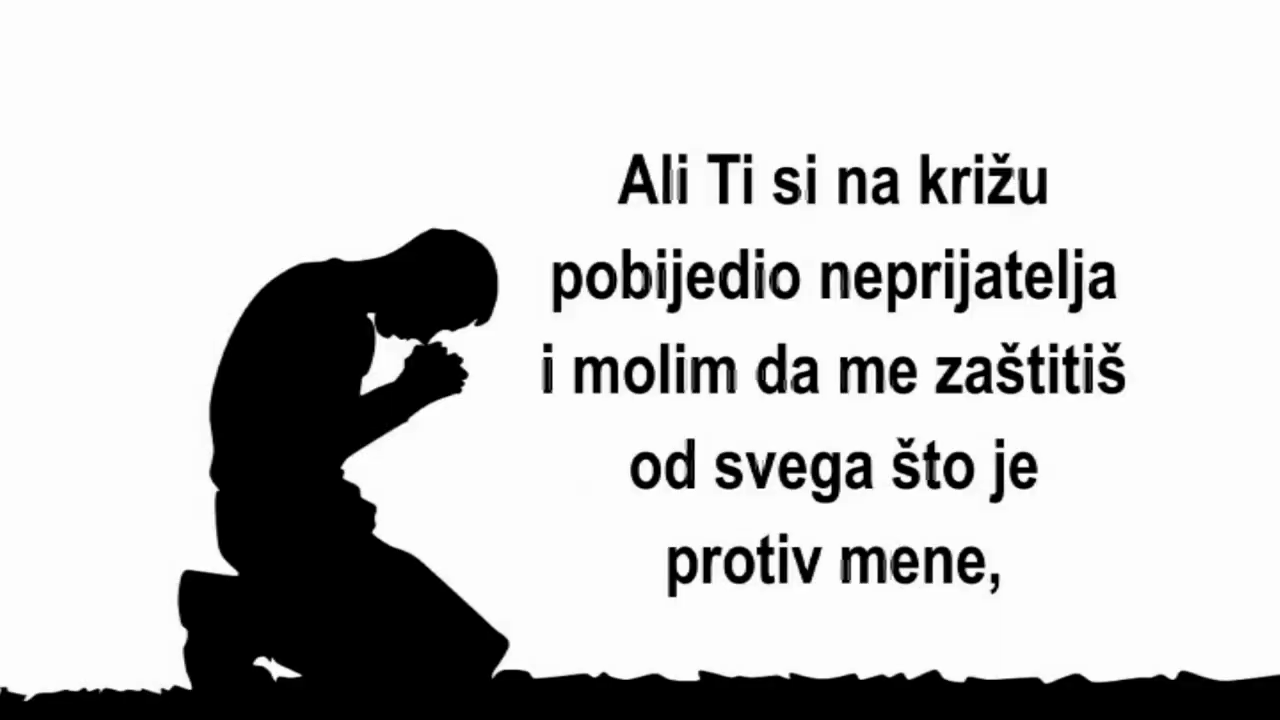 Ali Ti si na križu
pobijedio neprijatelja
i molim da me zaštitiš
od svega što je
protiv mene,